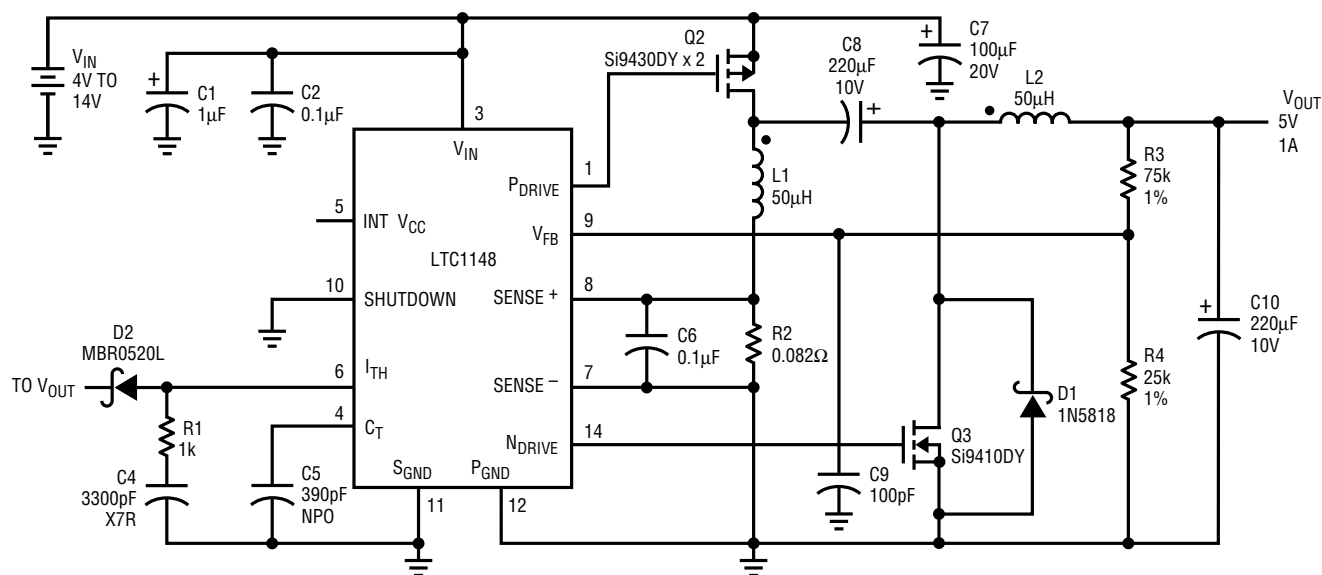 VIN
4V TO
14V
+
C1
1µF
C2
0.1µF
3
VIN
Q2
Si9430DY x 2
C8
220µF
10V
+
+
C7
100µF
20V
L2
50µH
VOUT
5V
1A
1
PDRIVE
L1
50µH
R3
75k
1%
5
INT VCC
9
VFB
LTC1148
10
SHUTDOWN
8
SENSE +
C6
0.1µF
R2
0.082Ω
+
C10
220µF
10V
D2
MBR0520L
TO VOUT
6
ITH
7
SENSE –
R4
25k
1%
D1
1N5818
R1
1k
4
CT
14
NDRIVE
Q3
Si9410DY
C4
3300pF
X7R
C5
390pF
NPO
SGND
PGND
11
12
C9
100pF